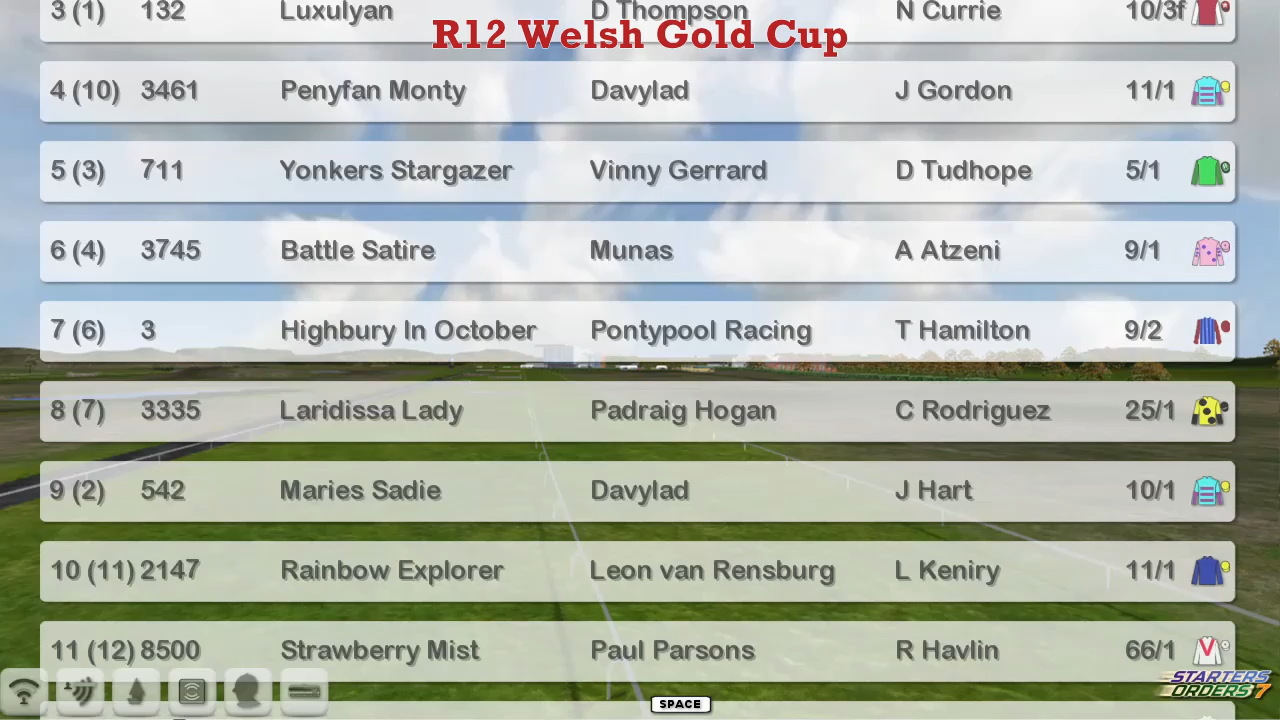 3 (1) 132 Luxulyan D Thompson N Currie 10/3f
R12 Welsh Gold Cup
4 (10) 3461 Penyfan Monty Davylad J Gordon 11/1
5 (3) 711 Yonkers Stargazer Vinny Gerrard D Tudhope 5/1
6 (4) 3745 Battle Satire Munas A Atzeni 9/1
7 (6) 3 Highbury In October Pontypool Racing T Hamilton 9/2
8 (7) 3335 Laridissa Lady Padraig Hogan C Rodriguez 25/1
9 (2) 542 Maries Sadie Davylad J Hart 10/1
10 (11) 2147 Rainbow Explorer Leon van Rensburg L Keniry 11/1
11 (12) 8500 Strawberry Mist Paul Parsons R Havlin 66/1
STARTERS
ORDERS 7
SPACE